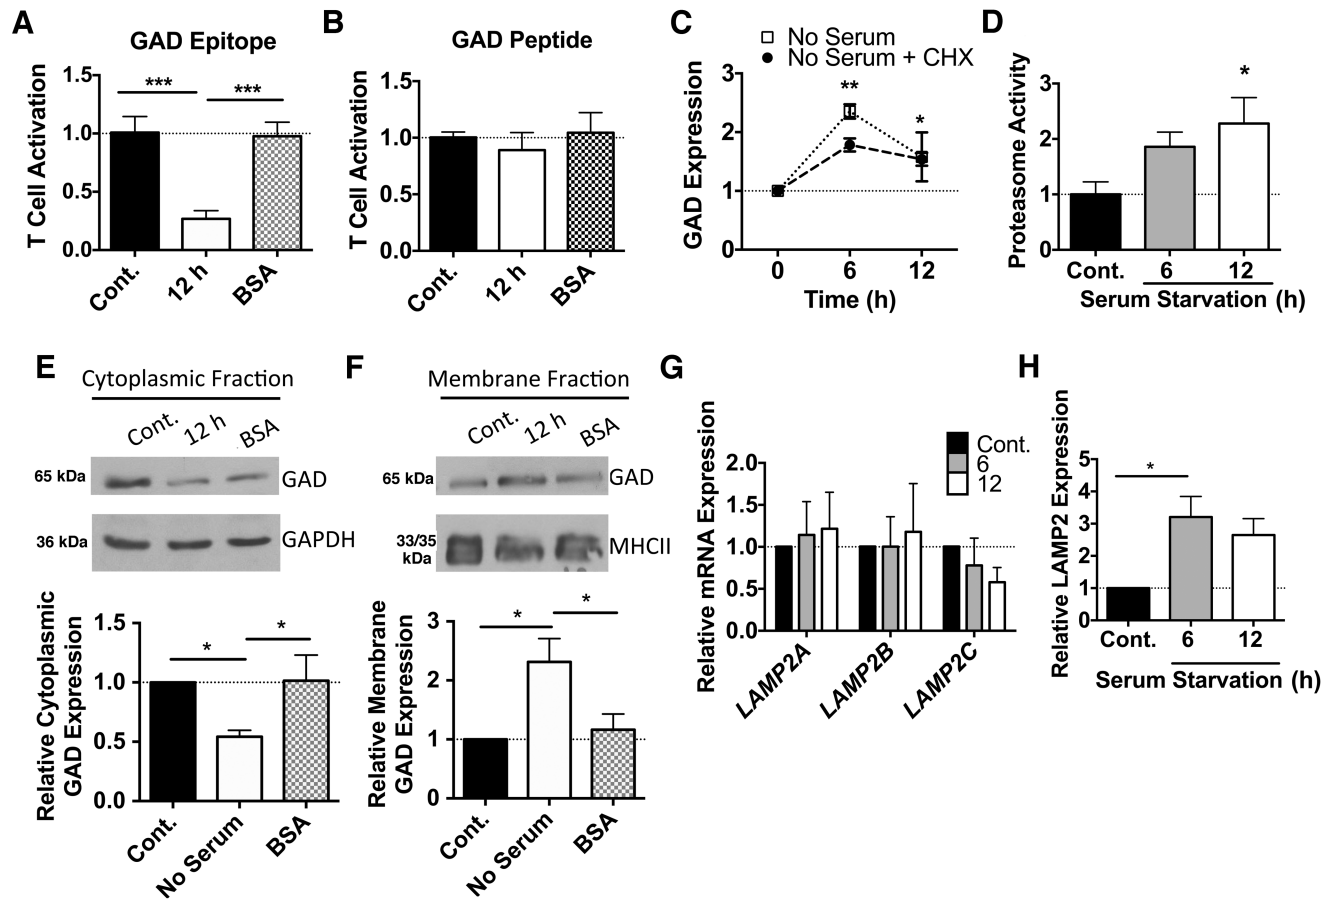 A
GAD Epitope
T Cell Activation
1.5
1.0
0.5
0.0
***
***
Cont.
12 h
BSA
B
GAD Peptide
T Cell Activation
1.5
1.0
0.5
0.0
Cont.
12 h
BSA
C
No Serum
No Serum + CHX
GAD Expression
3
2
1
0
**
*
0
6
12
Time (h)
D
Proteasome Activity
3
2
1
0
*
Cont.
6
12
Serum Starvation (h)
E
Cytoplasmic Fraction
Cont.
12 h
BSA
65 kDa
GAD
36 kDa
GAPDH
Relative Cytoplasmic
GAD Expression
1.5
1.0
0.5
0.0
*
*
Cont.
No Serum
BSA
F
Membrane Fraction
Cont.
12 h
BSA
65 kDa
GAD
33/35
kDa
MHCII
Relative Membrane
GAD Expression
3
2
1
0
*
*
Cont.
No Serum
BSA
G
Relative mRNA Expression
2.0
1.5
1.0
0.5
0.0
Cont.
6
12
LAMP2A
LAMP2B
LAMP2C
H
Relative LAMP2 Expression
5
4
3
2
1
0
*
Cont.
6
12
Serum Starvation (h)